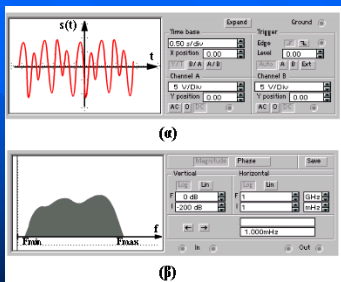 s(t)
t
Expand
Ground
Time base
0.50 s/div
X position 0.00
Y/T B/A A/B
Trigger
Edge
Level 0.00
Auto A B Ext
Channel A
5 V/Div
Y position 0.00
AC 0 DC
Channel B
5 V/Div
Y position 0.00
AC 0 DC
(α)
f
Fmin Fmax
Magnitude Phase Save
Vertical
Log Lin
F 0 dB
I -200 dB
Horizontal
Log Lin
F 1 GHz
I 1 mHz
1.000mHz
In Out
(β)